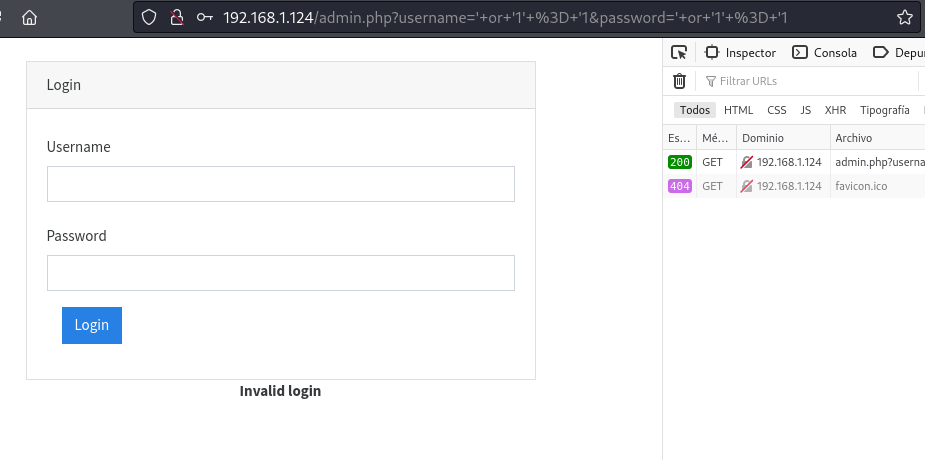 192.168.1.124/admin.php?username='+or+'1'+%3D+'1&password='+or+'1'+%3D+'1
Login
Username
Password
Login
Invalid login
Inspector Consola Depu
Filtrar URLs
Todos HTML CSS JS XHR Tipografía
Es... Mé... Dominio Archivo
200 GET 192.168.1.124 admin.php?userna
404 GET 192.168.1.124 favicon.ico